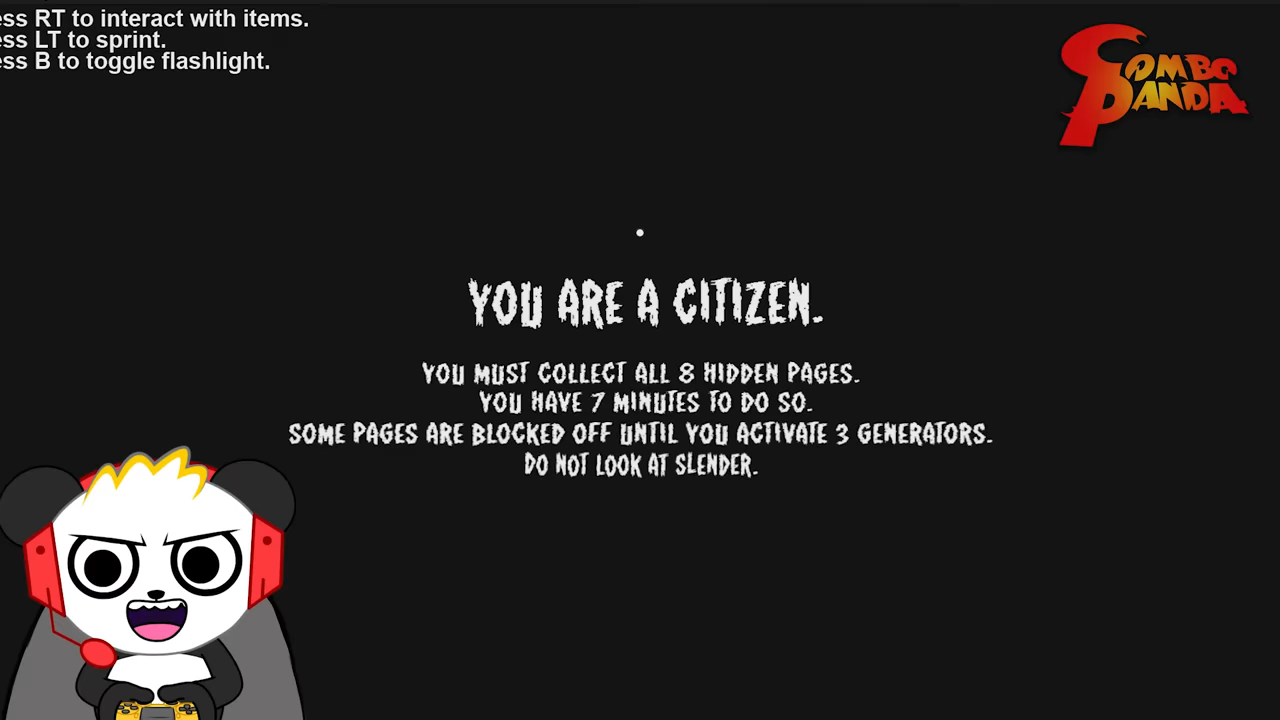 ess RT to interact with items.
ess LT to sprint.
ess B to toggle flashlight.
COMBO
PANDA
YOU ARE A CITIZEN.
YOU MUST COLLECT ALL 8 HIDDEN PAGES.
YOU HAVE 7 MINUTES TO DO SO.
SOME PAGES ARE BLOCKED OFF UNTIL YOU ACTIVATE 3 GENERATORS.
DO NOT LOOK AT SLENDER.